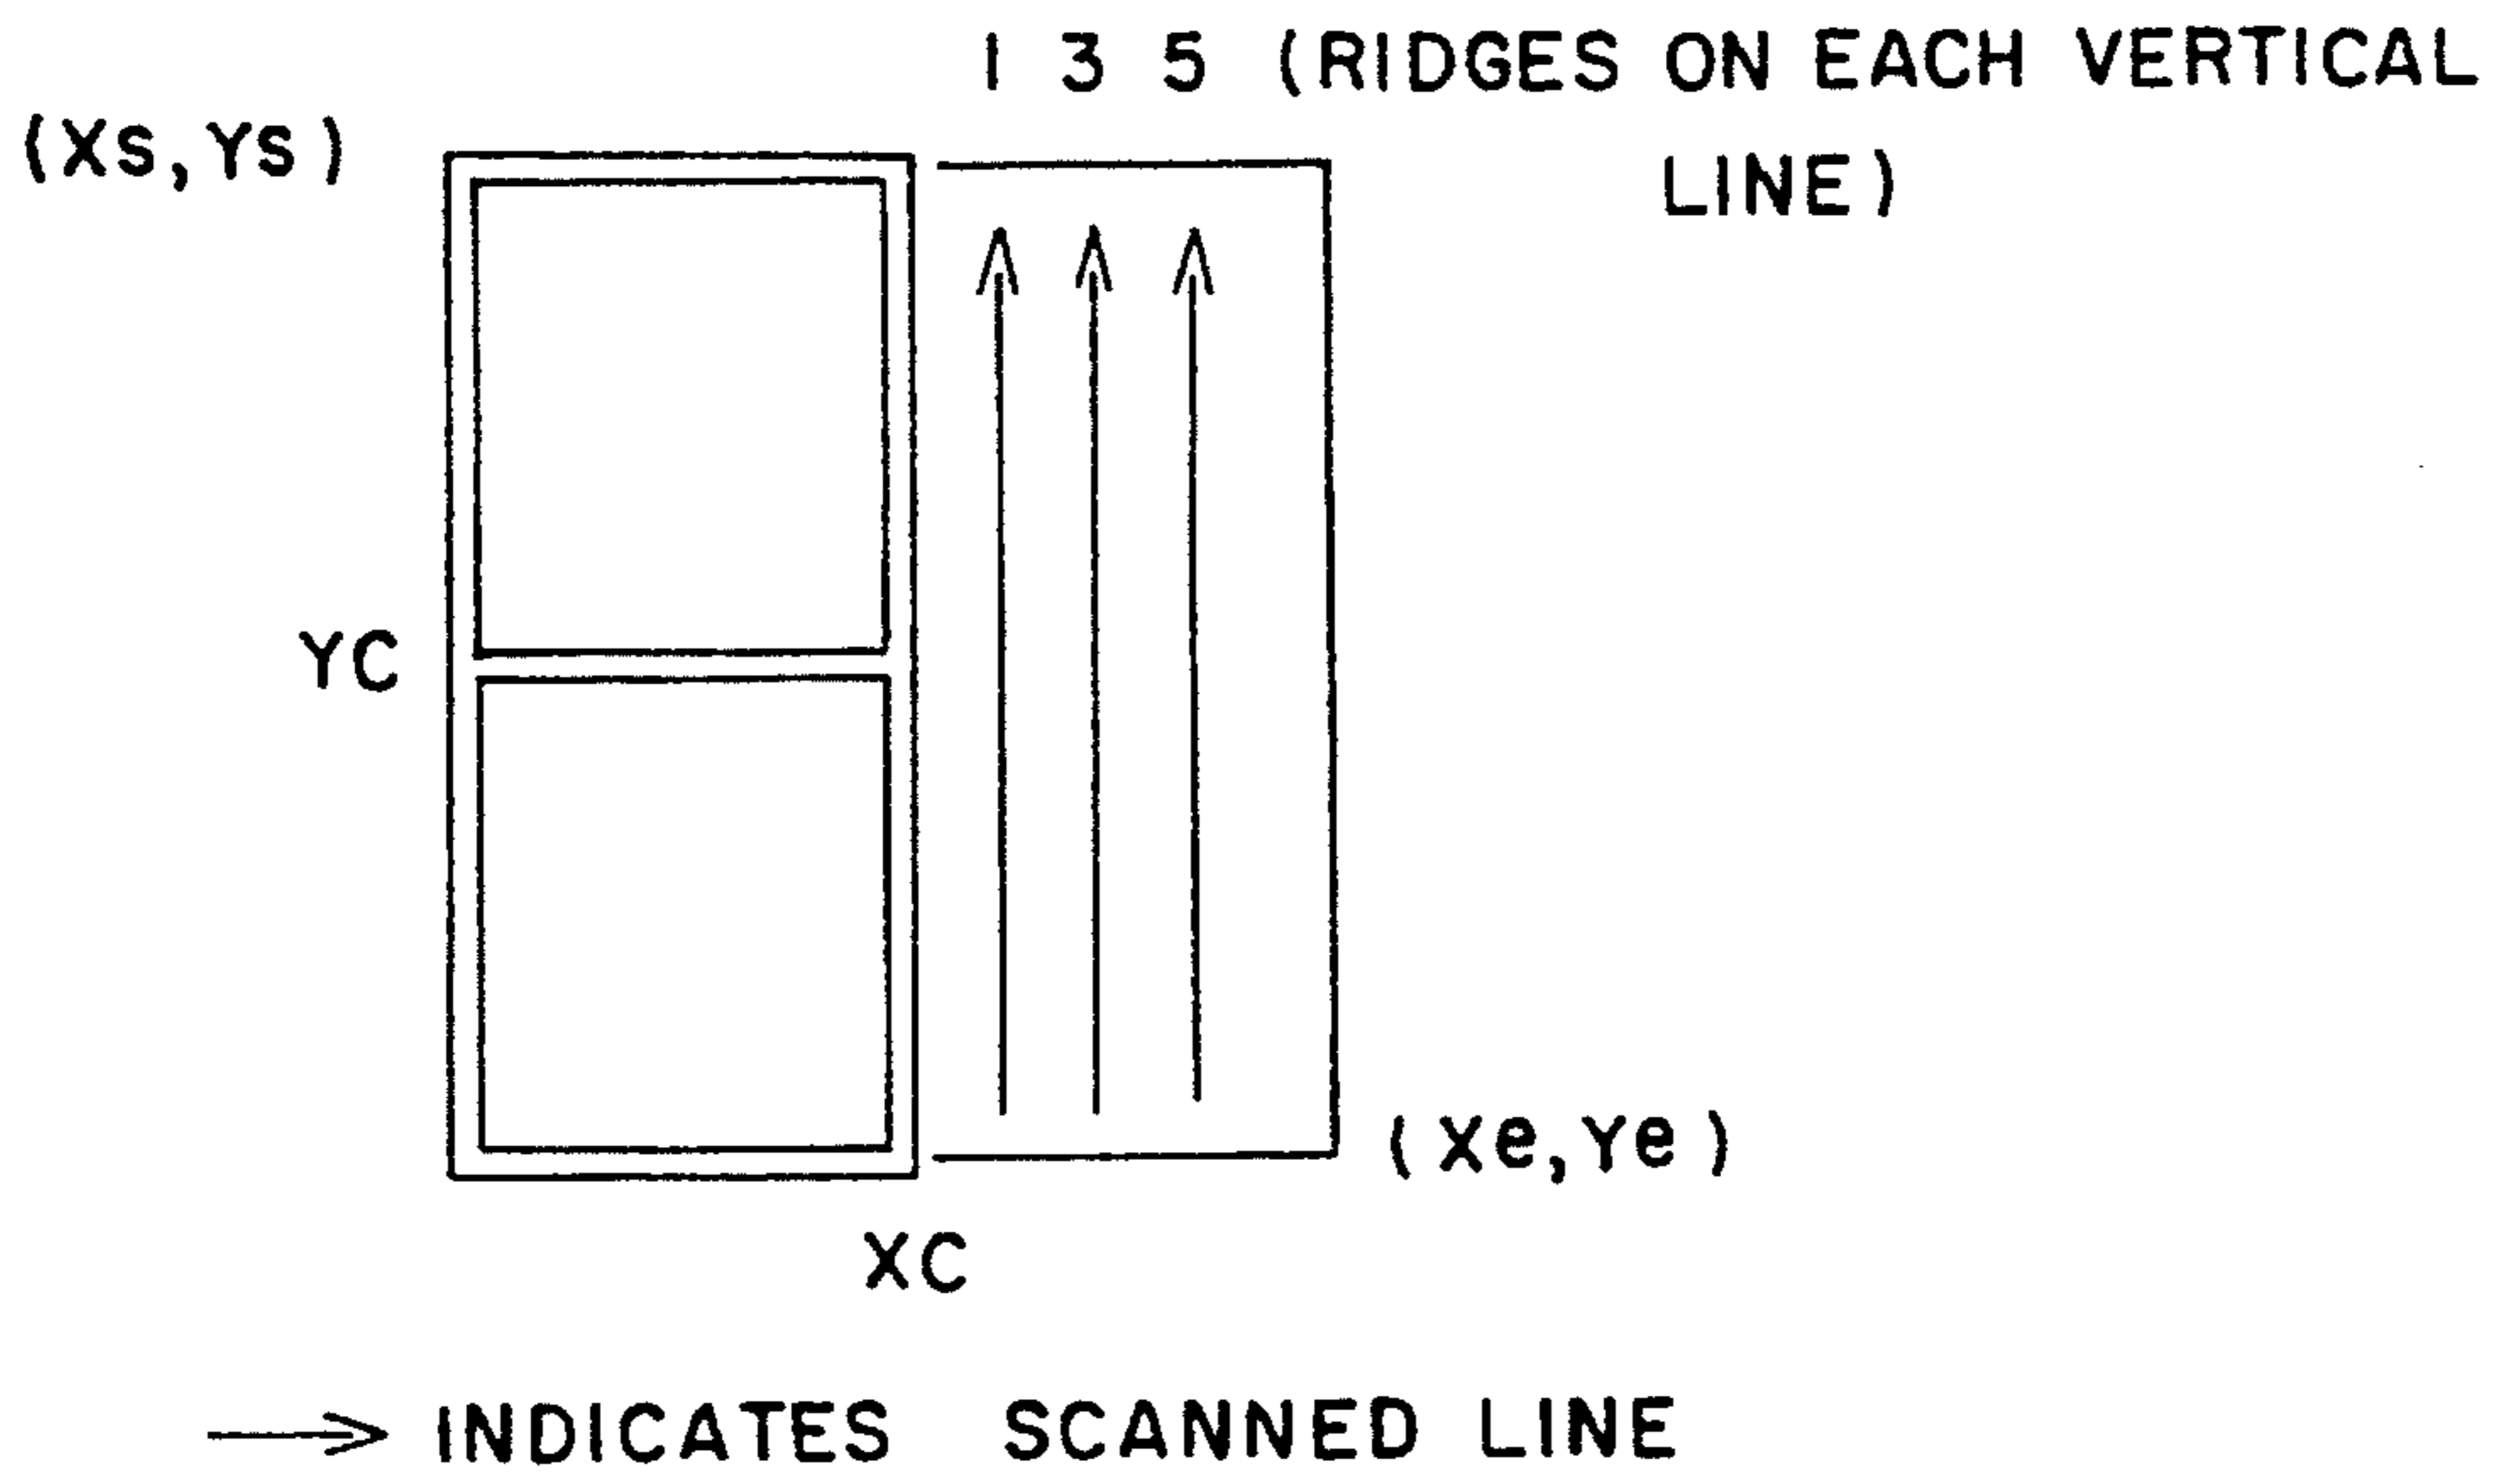 1 3 5 (RIDGES ON EACH VERTICAL
LINE)
(Xs,Ys)
YC
(Xe,Ye)
XC
INDICATES SCANNED LINE